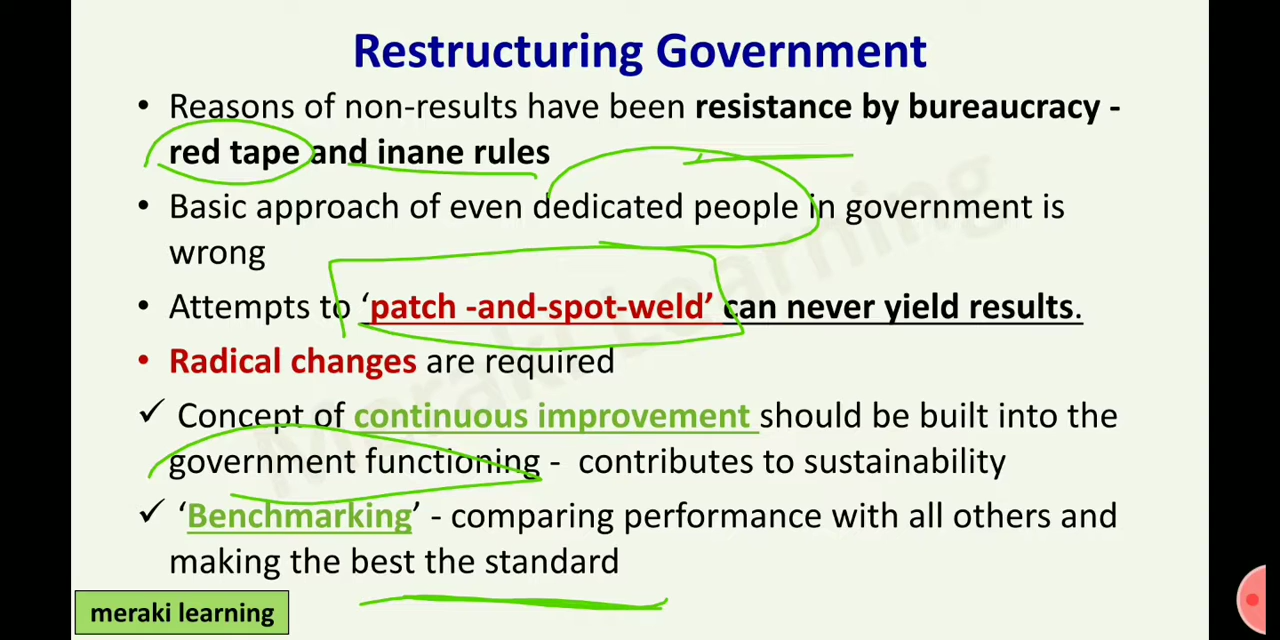 Restructuring Government
• Reasons of non-results have been resistance by bureaucracy -
red tape and inane rules
• Basic approach of even dedicated people in government is
wrong
• Attempts to ‘patch -and-spot-weld’ can never yield results.
• Radical changes are required
✓ Concept of continuous improvement should be built into the
government functioning - contributes to sustainability
✓ ‘Benchmarking’ - comparing performance with all others and
making the best the standard
meraki learning
Meraki Learning